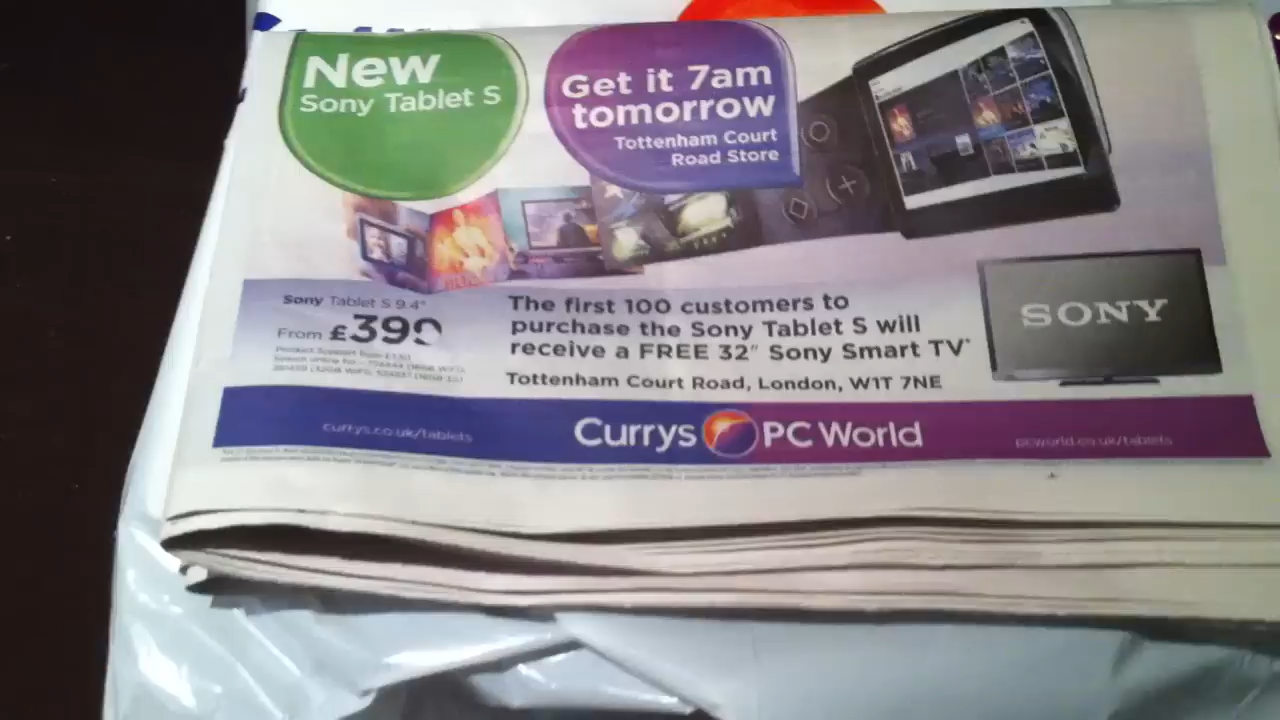 New
Sony Tablet S
Get it 7am
tomorrow
Tottenham Court
Road Store
Sony Tablet S 9.4"
From £399
The first 100 customers to
purchase the Sony Tablet S will
receive a FREE 32" Sony Smart TV*
Tottenham Court Road, London, W1T 7NE
SONY
currys.co.uk/tablets
Currys PC World
pcworld.co.uk/tablets